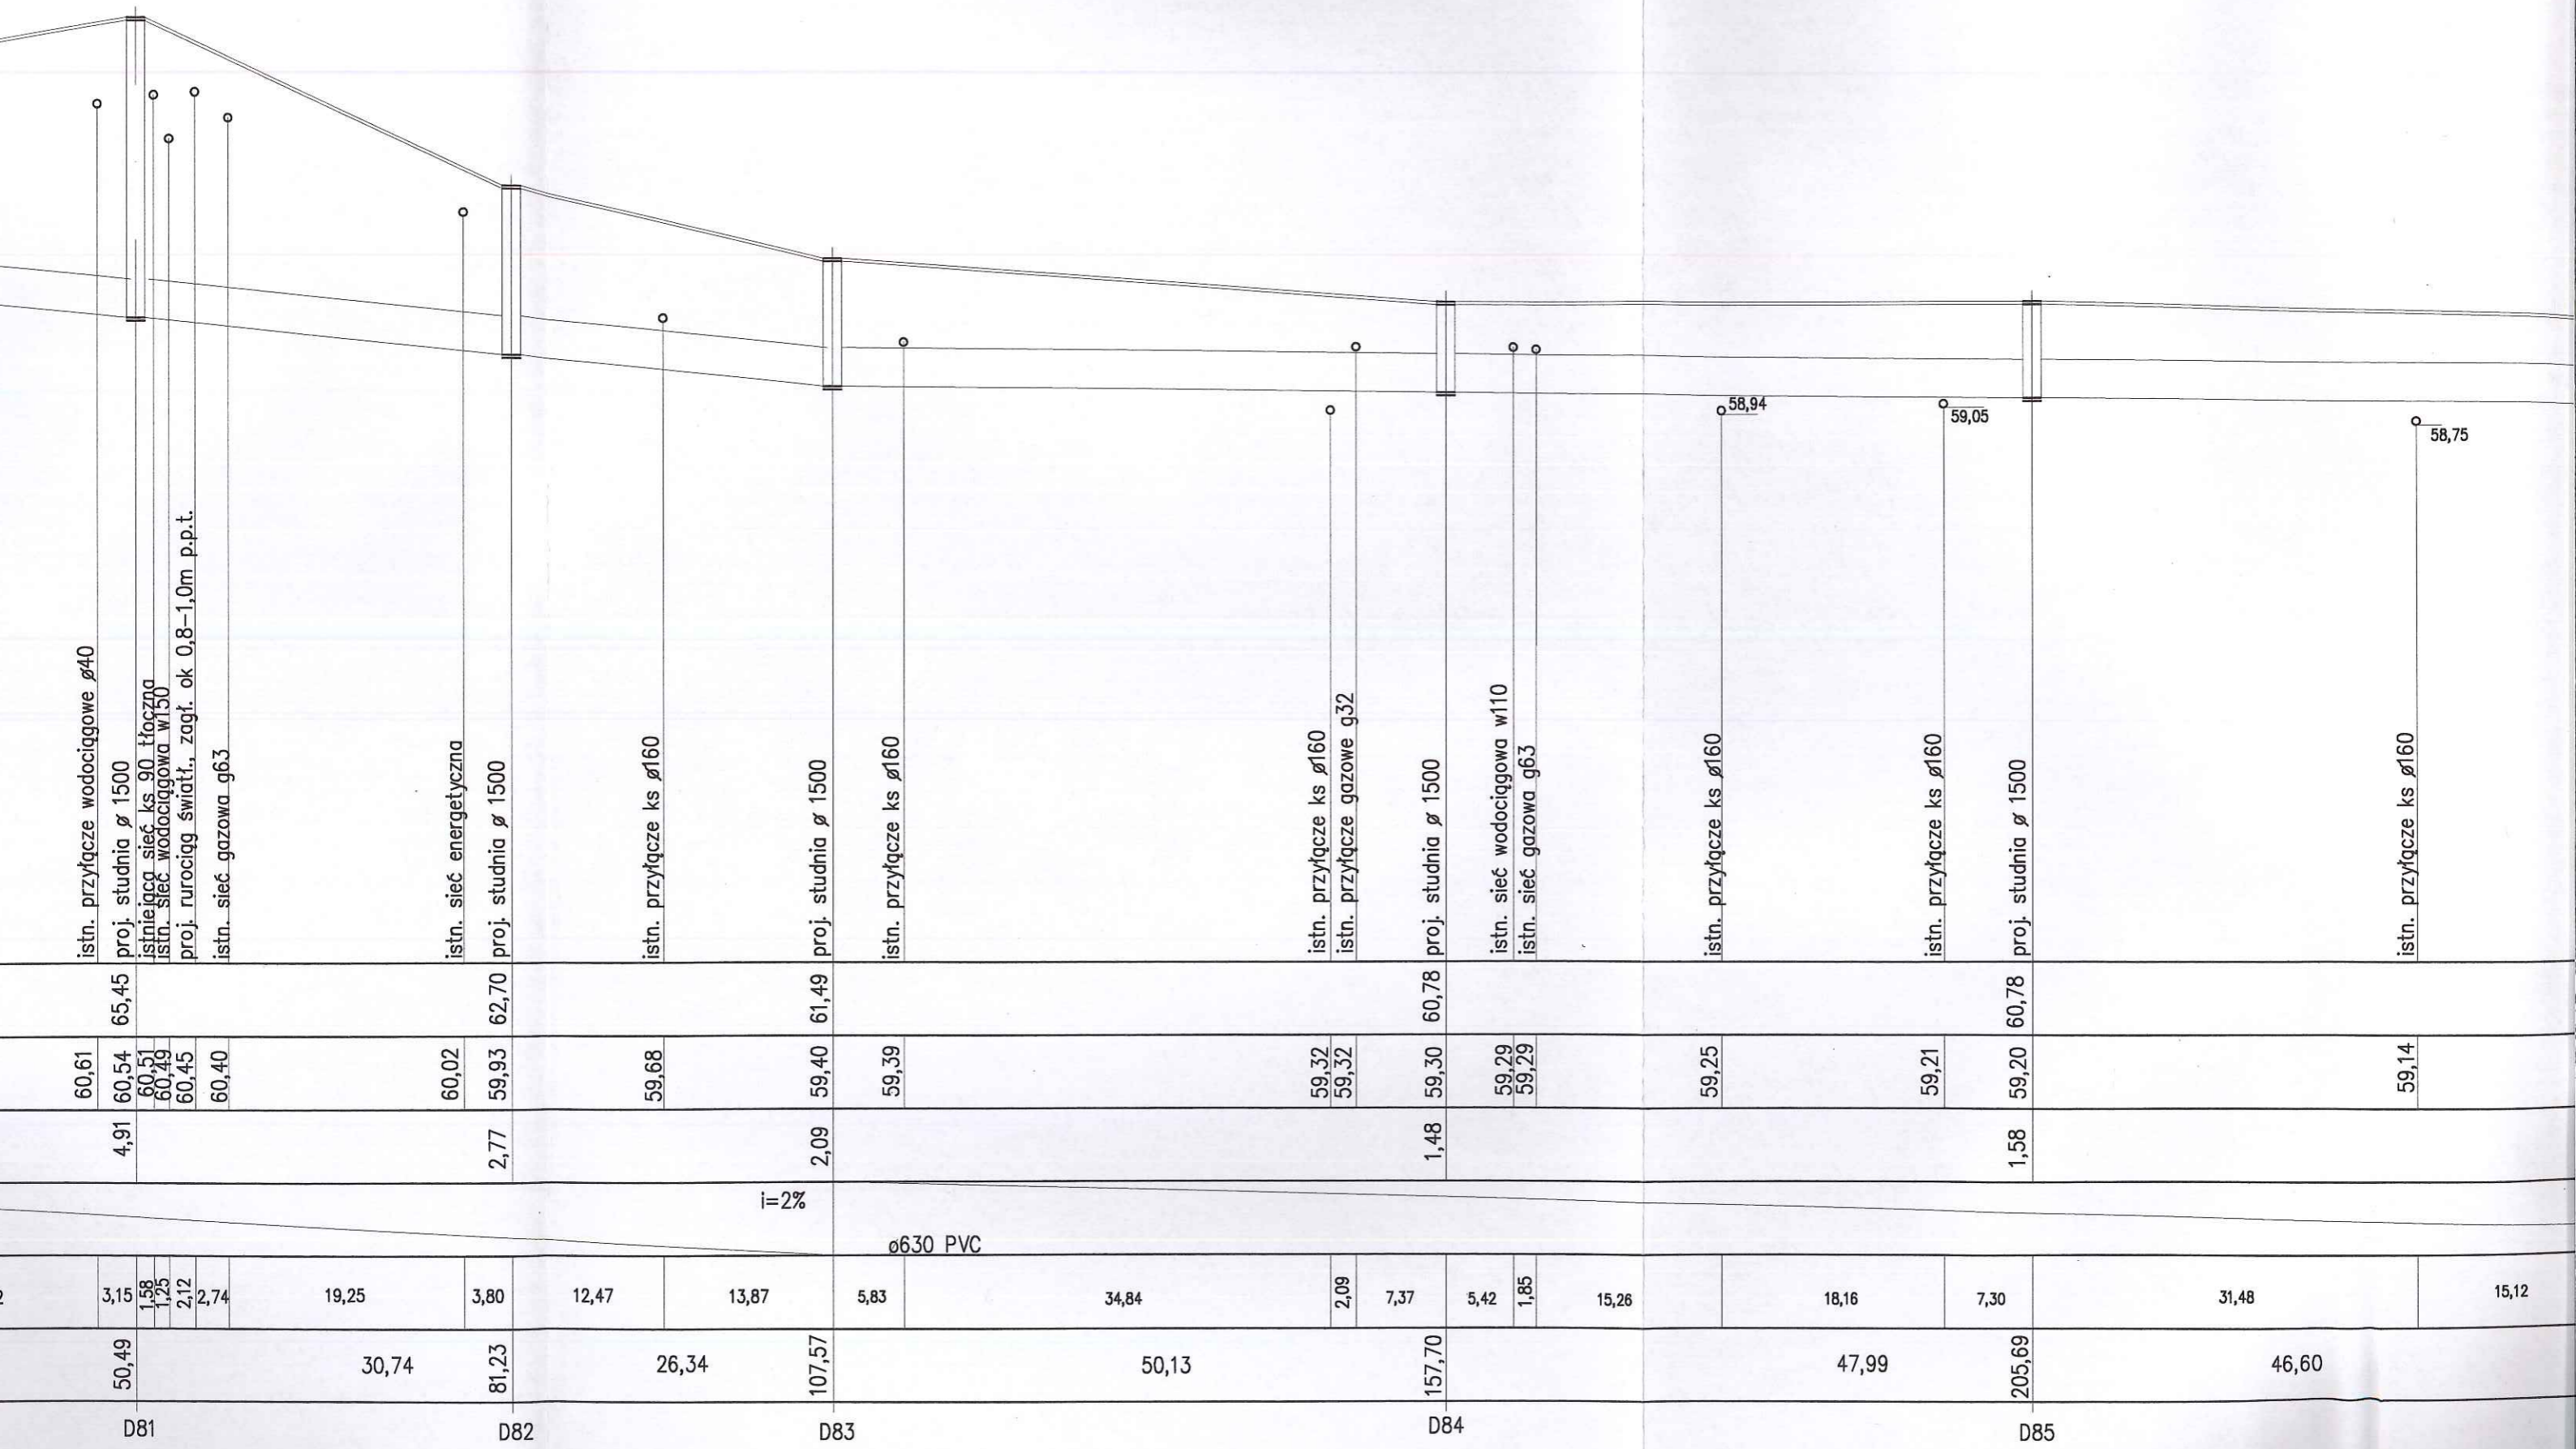 58,94
59,05
58,75
istn. przyłącze wodociągowe ø40
proj. studnia ø 1500
istniejąca sieć ks 90 tłoczna
istn. sieć wodociągowa w150
proj. rurociąg światł., zagł. ok 0,8-1,0m p.p.t.
istn. sieć gazowa g63
istn. sieć energetyczna
proj. studnia ø 1500
istn. przyłącze ks ø160
proj. studnia ø 1500
istn. przyłącze ks ø160
istn. przyłącze ks ø160
istn. przyłącze gazowe g32
proj. studnia ø 1500
istn. sieć wodociągowa w110
istn. sieć gazowa g63
istn. przyłącze ks ø160
istn. przyłącze ks ø160
proj. studnia ø 1500
istn. przyłącze ks ø160
65,45 62,70 61,49 60,78 60,78
60,61 60,54 60,51 60,49 60,45 60,40 60,02 59,93 59,68 59,40 59,39 59,32 59,32 59,30 59,29 59,29 59,25 59,21 59,20 59,14
4,91 2,77 2,09 1,48 1,58
i=2%
ø630 PVC
2 3,15 1,58 1,25 2,12 2,74 19,25 3,80 12,47 13,87 5,83 34,84 2,09 7,37 5,42 1,85 15,26 18,16 7,30 31,48 15,12
50,49 30,74 81,23 26,34 107,57 50,13 157,70 47,99 205,69 46,60
D81 D82 D83 D84 D85